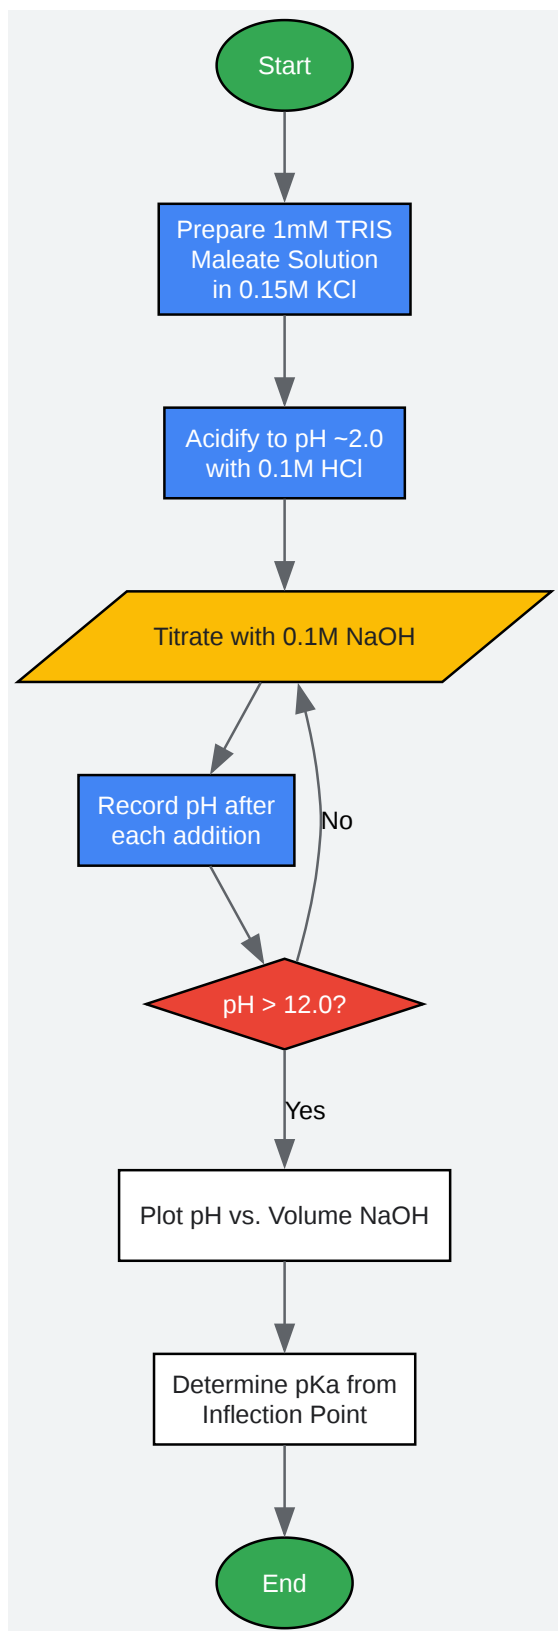 Start
Prepare 1mM TRIS
Maleate Solution
in 0.15M KCl
Acidify to pH ~2.0
with 0.1M HCl
Titrate with 0.1M NaOH
Record pH after
each addition
No
pH > 12.0?
Yes
Plot pH vs. Volume NaOH
Determine pKa from
Inflection Point
End